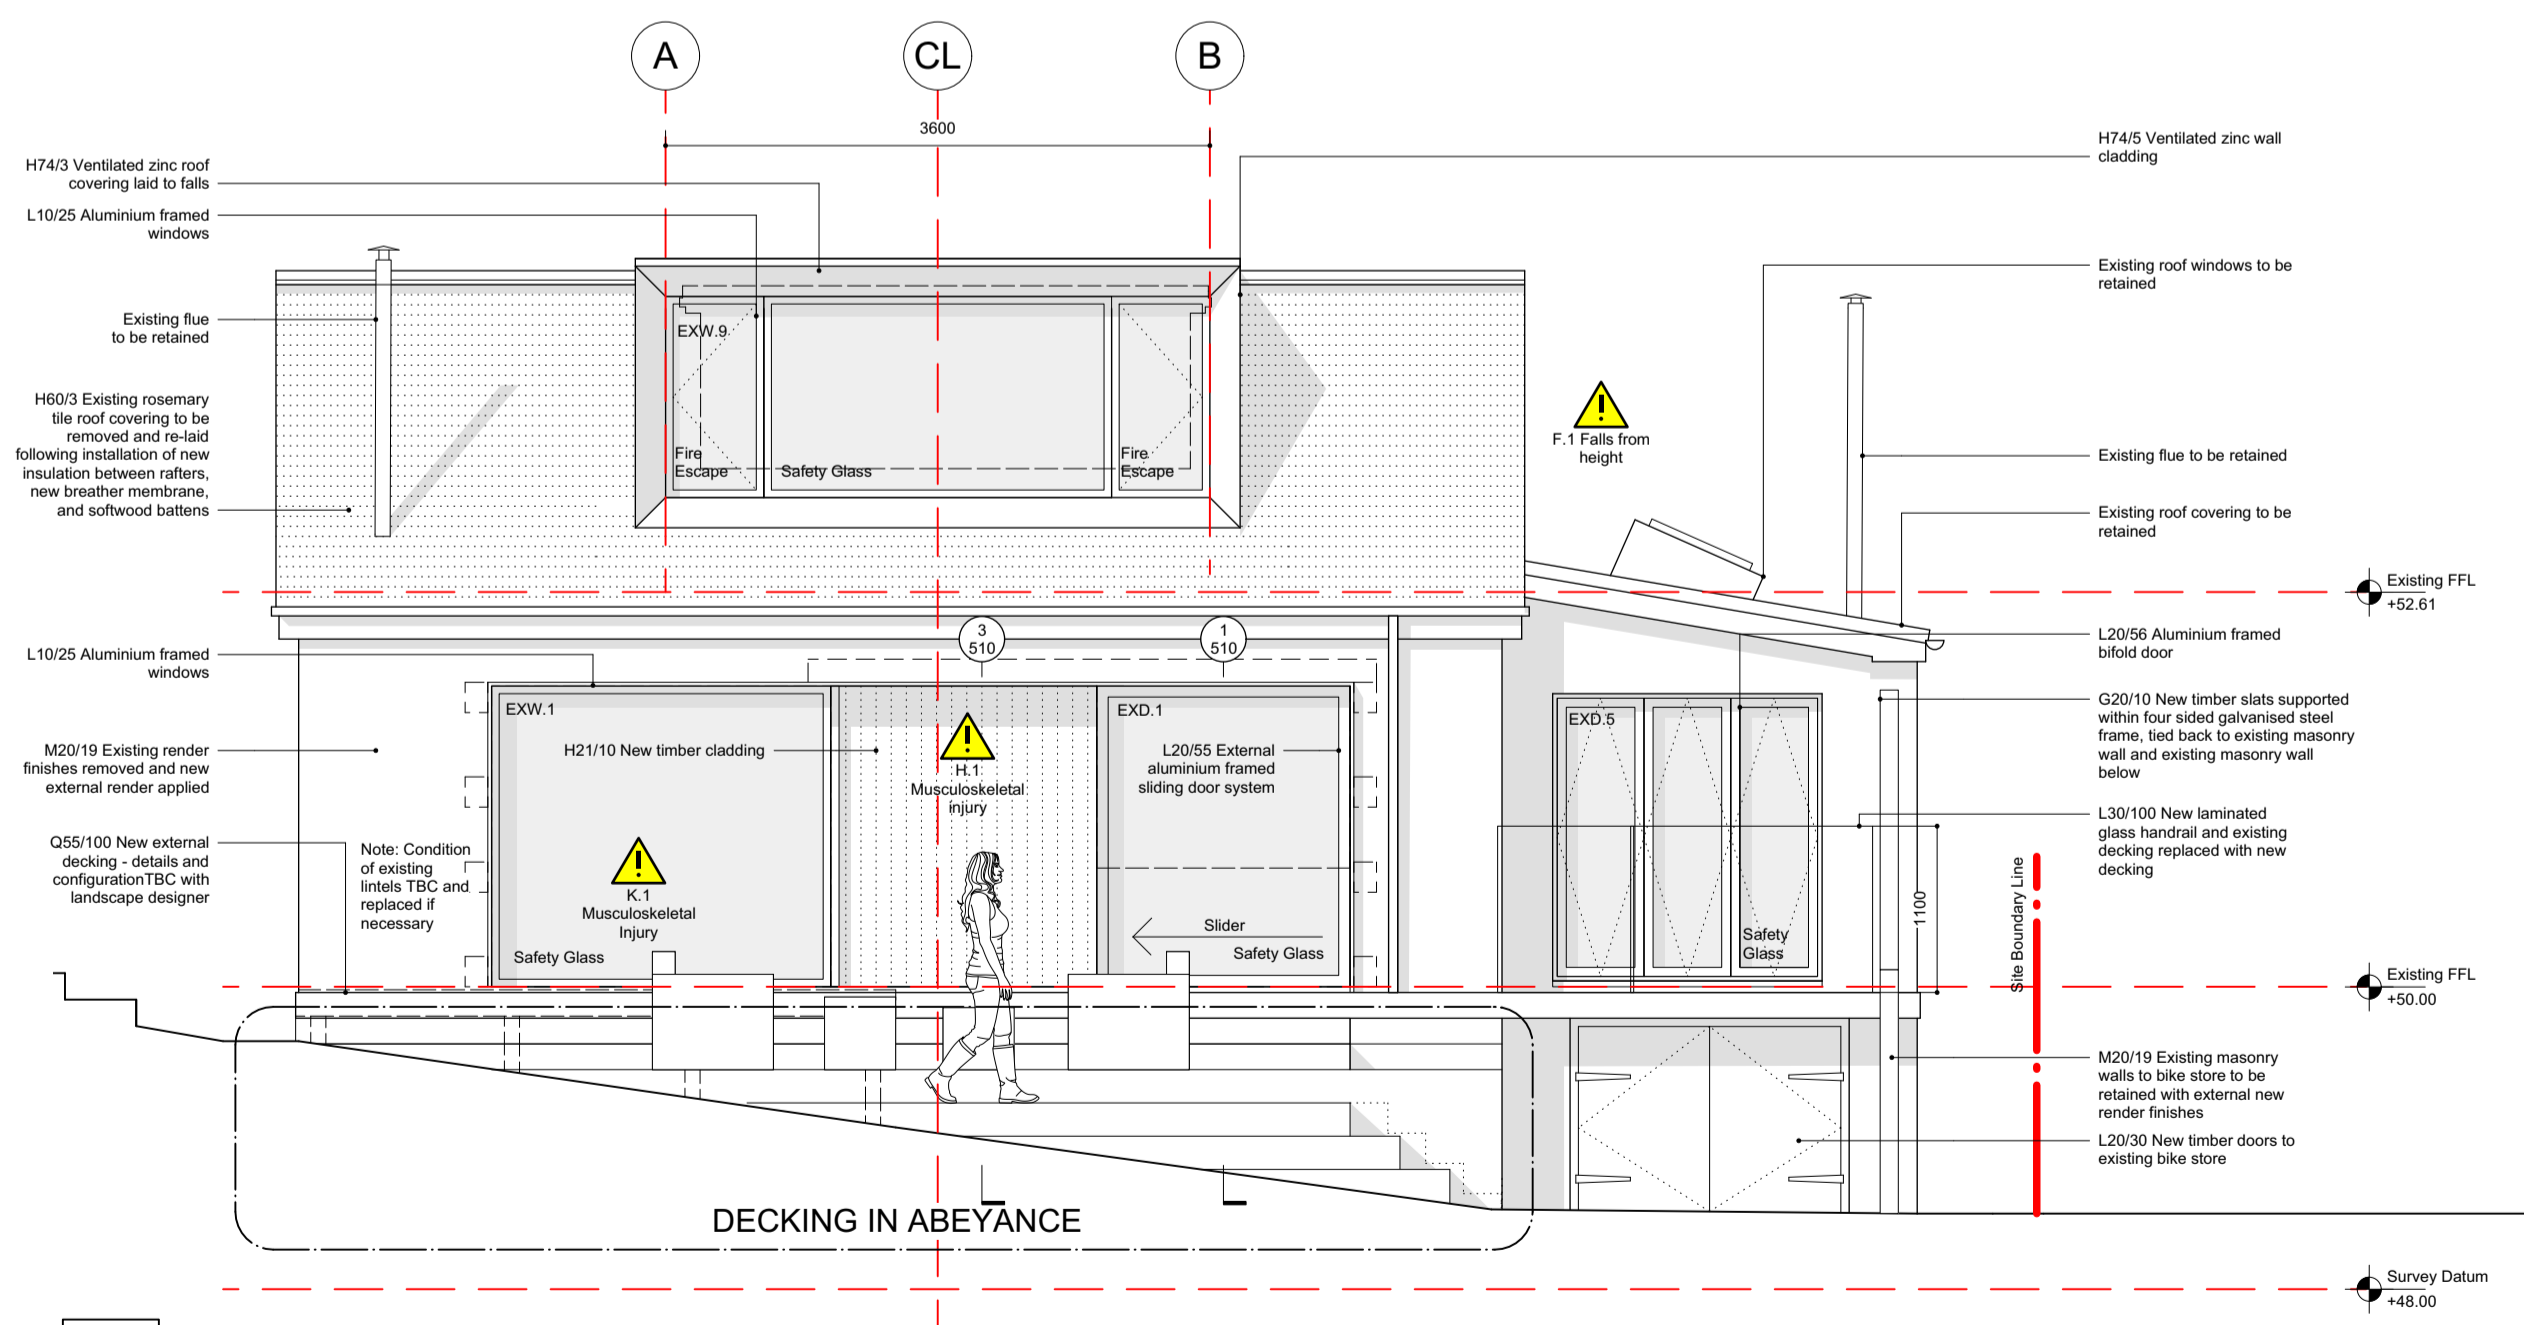 A
CL
B
3600
H74/3 Ventilated zinc roof
covering laid to falls
L10/25 Aluminium framed
windows
Existing flue
to be retained
H60/3 Existing rosemary
tile roof covering to be
removed and re-laid
following installation of new
insulation between rafters,
new breather membrane,
and softwood battens
L10/25 Aluminium framed
windows
M20/19 Existing render
finishes removed and new
external render applied
Q55/100 New external
decking - details and
configurationTBC with
landscape designer
EXW.9
Fire
Escape
Safety Glass
Fire
Escape
F.1 Falls from
height
3
510
1
510
EXW.1
H21/10 New timber cladding
H.1
Musculoskeletal
injury
EXD.1
L20/55 External
aluminium framed
sliding door system
Note: Condition
of existing
lintels TBC and
replaced if
necessary
K.1
Musculoskeletal
Injury
Safety Glass
Slider
Safety Glass
EXD.5
Safety
Glass
1100
Site Boundary Line
DECKING IN ABEYANCE
H74/5 Ventilated zinc wall
cladding
Existing roof windows to be
retained
Existing flue to be retained
Existing roof covering to be
retained
Existing FFL
+52.61
L20/56 Aluminium framed
bifold door
G20/10 New timber slats supported
within four sided galvanised steel
frame, tied back to existing masonry
wall and existing masonry wall
below
L30/100 New laminated
glass handrail and existing
decking replaced with new
decking
Existing FFL
+50.00
M20/19 Existing masonry
walls to bike store to be
retained with external new
render finishes
L20/30 New timber doors to
existing bike store
Survey Datum
+48.00